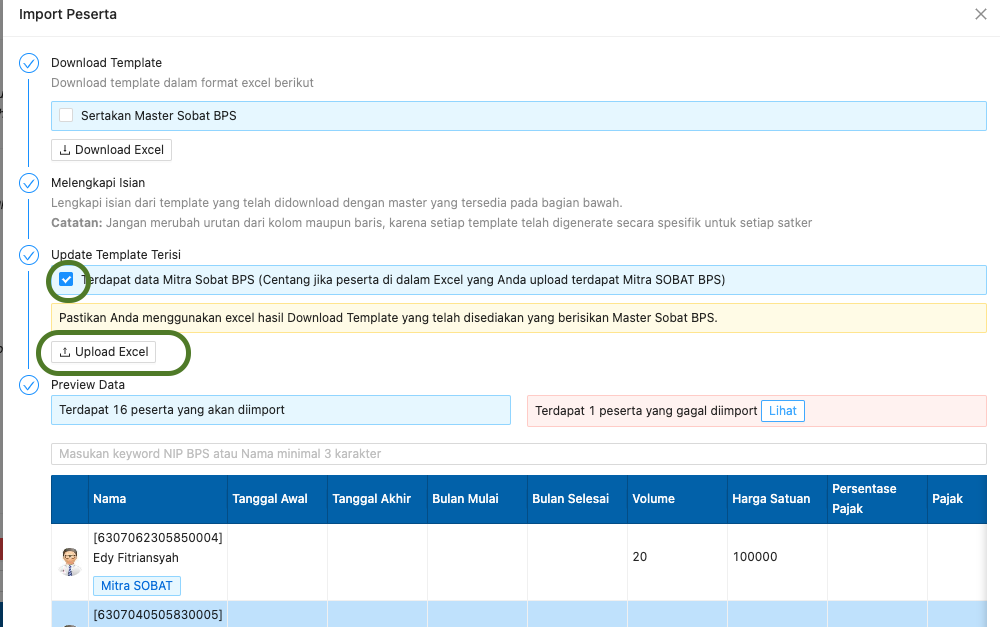 Import Peserta
Download Template
Download template dalam format excel berikut
Sertakan Master Sobat BPS
Download Excel
Melengkapi Isian
Lengkapi isian dari template yang telah didownload dengan master yang tersedia pada bagian bawah.
Catatan: Jangan merubah urutan dari kolom maupun baris, karena setiap template telah digenerate secara spesifik untuk setiap satker
Update Template Terisi
Terdapat data Mitra Sobat BPS (Centang jika peserta di dalam Excel yang Anda upload terdapat Mitra SOBAT BPS)
Pastikan Anda menggunakan excel hasil Download Template yang telah disediakan yang berisikan Master Sobat BPS.
Upload Excel
Preview Data
Terdapat 16 peserta yang akan diimport
Terdapat 1 peserta yang gagal diimport Lihat
Masukan keyword NIP BPS atau Nama minimal 3 karakter
Nama Tanggal Awal Tanggal Akhir Bulan Mulai Bulan Selesai Volume Harga Satuan Persentase Pajak Pajak
[6307062305850004]
Edy Fitriansyah 20 100000
Mitra SOBAT
[6307040505830005]